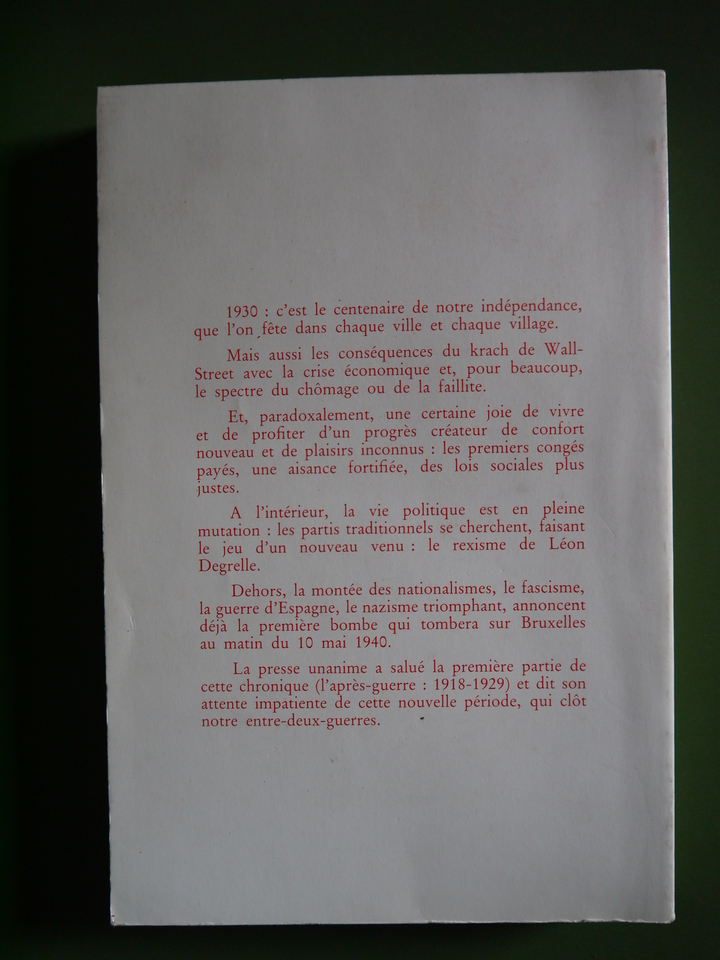 1930 : c'est le centenaire de notre indépendance,
que l'on fête dans chaque ville et chaque village.
Mais aussi les conséquences du krach de Wall-
Street avec la crise économique et, pour beaucoup,
le spectre du chômage ou de la faillite.
Et, paradoxalement, une certaine joie de vivre
et de profiter d'un progrès créateur de confort
nouveau et de plaisirs inconnus : les premiers congés
payés, une aisance fortifiée, des lois sociales plus
justes.
A l'intérieur, la vie politique est en pleine
mutation : les partis traditionnels se cherchent, faisant
le jeu d'un nouveau venu : le rexisme de Léon
Degrelle.
Dehors, la montée des nationalismes, le fascisme,
la guerre d'Espagne, le nazisme triomphant, annoncent
déjà la première bombe qui tombera sur Bruxelles
au matin du 10 mai 1940.
La presse unanime a salué la première partie de
cette chronique (l'après-guerre : 1918-1929) et dit son
attente impatiente de cette nouvelle période, qui clôt
notre entre-deux-guerres.